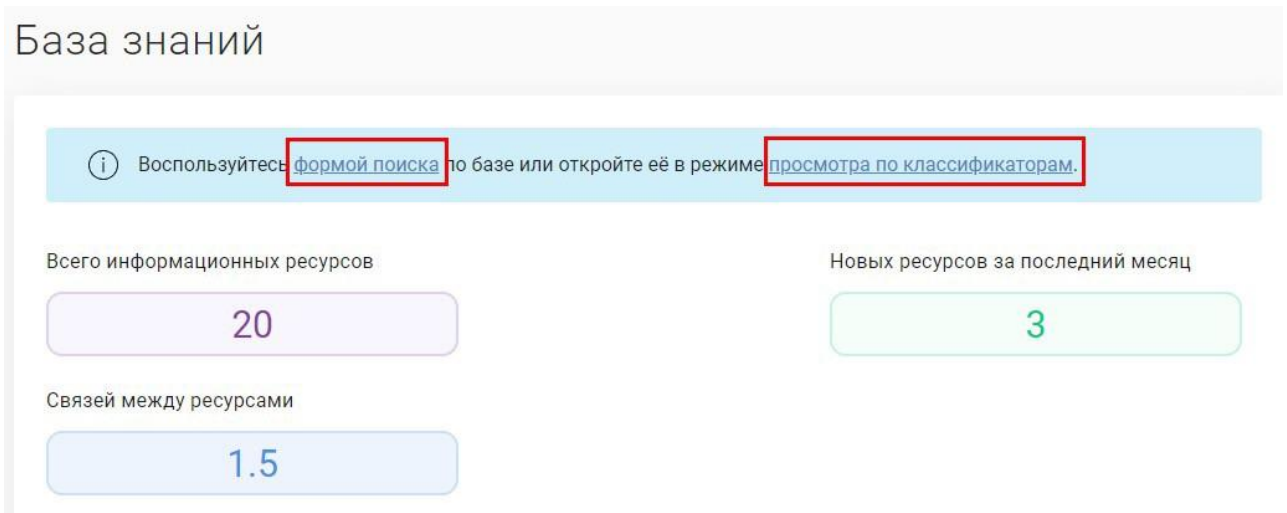 База знаний
Воспользуйтесь формой поиска по базе или откройте её в режиме просмотра по классификаторам.
Всего информационных ресурсов
Новых ресурсов за последний месяц
20
3
Связей между ресурсами
1.5